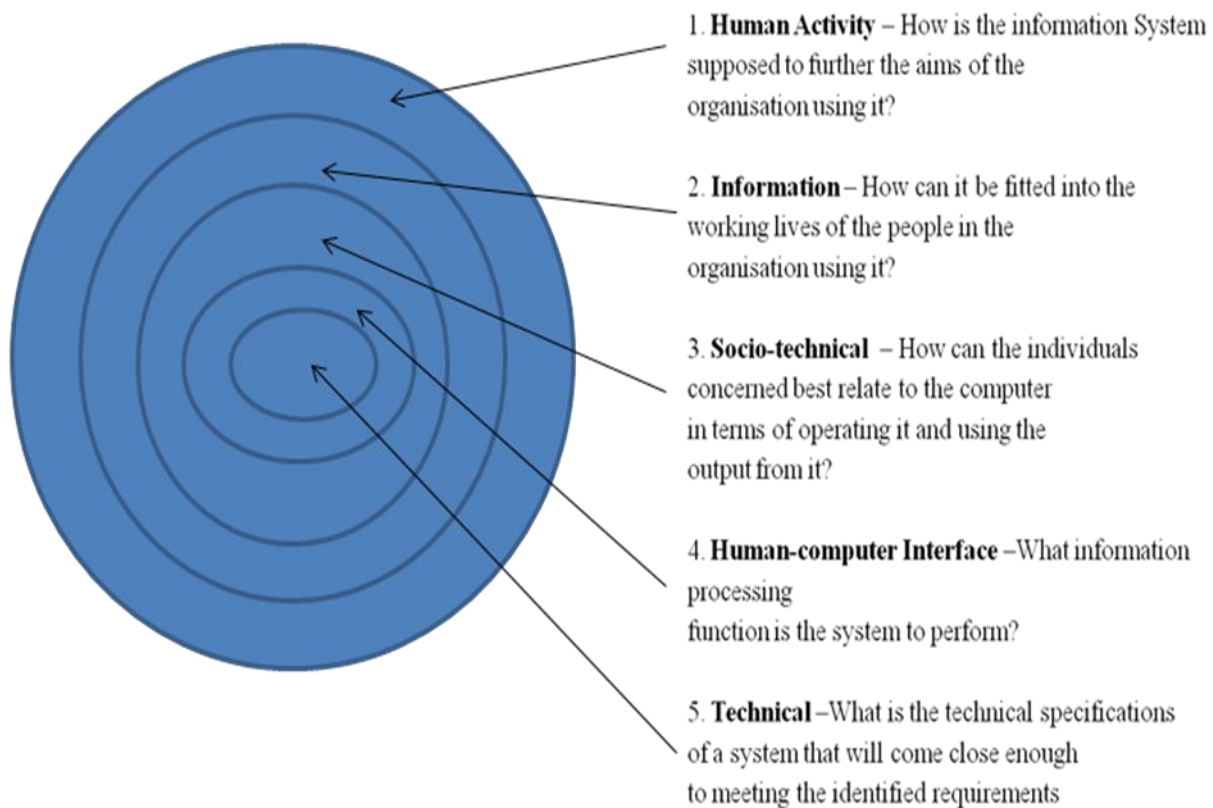 1. Human Activity – How is the information System
supposed to further the aims of the
organisation using it?
2. Information – How can it be fitted into the
working lives of the people in the
organisation using it?
3. Socio-technical – How can the individuals
concerned best relate to the computer
in terms of operating it and using the
output from it?
4. Human-computer Interface –What information
processing
function is the system to perform?
5. Technical –What is the technical specifications
of a system that will come close enough
to meeting the identified requirements